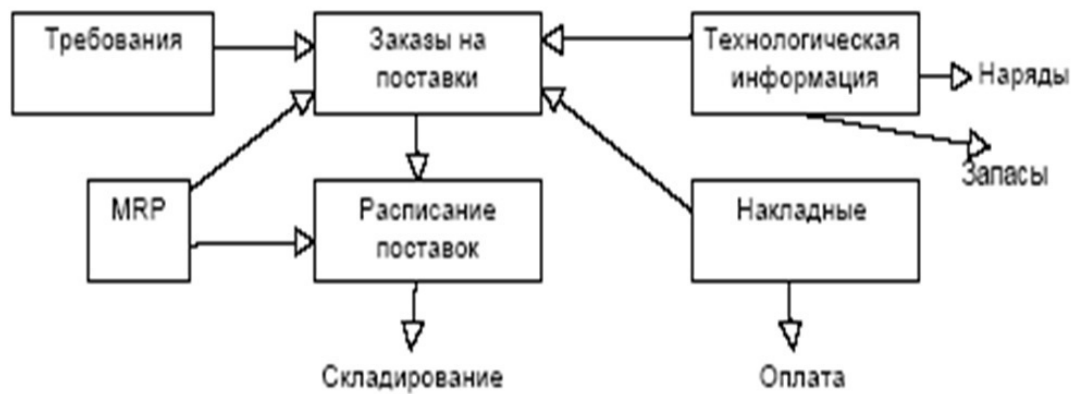 Требования
Заказы на
поставки
Технологическая
информация
Наряды
Запасы
MRP
Расписание
поставок
Накладные
Складирование
Оплата